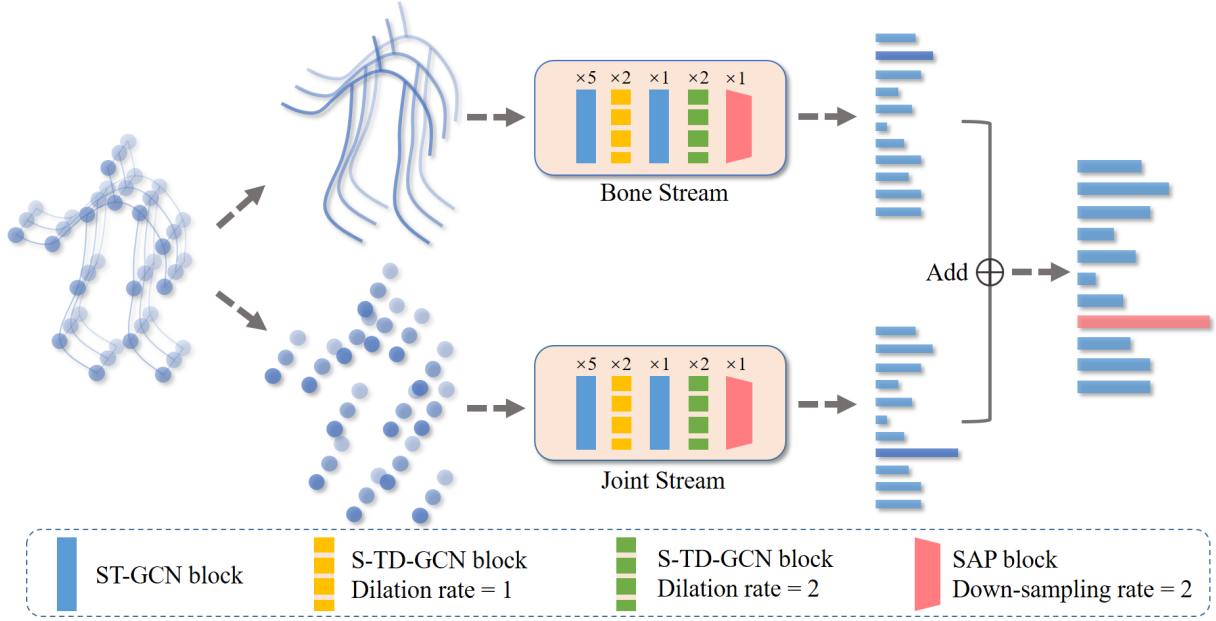 ×5 ×2 ×1 ×2 ×1
Bone Stream
Add
×5 ×2 ×1 ×2 ×1
Joint Stream
ST-GCN block
S-TD-GCN block
Dilation rate = 1
S-TD-GCN block
Dilation rate = 2
SAP block
Down-sampling rate = 2